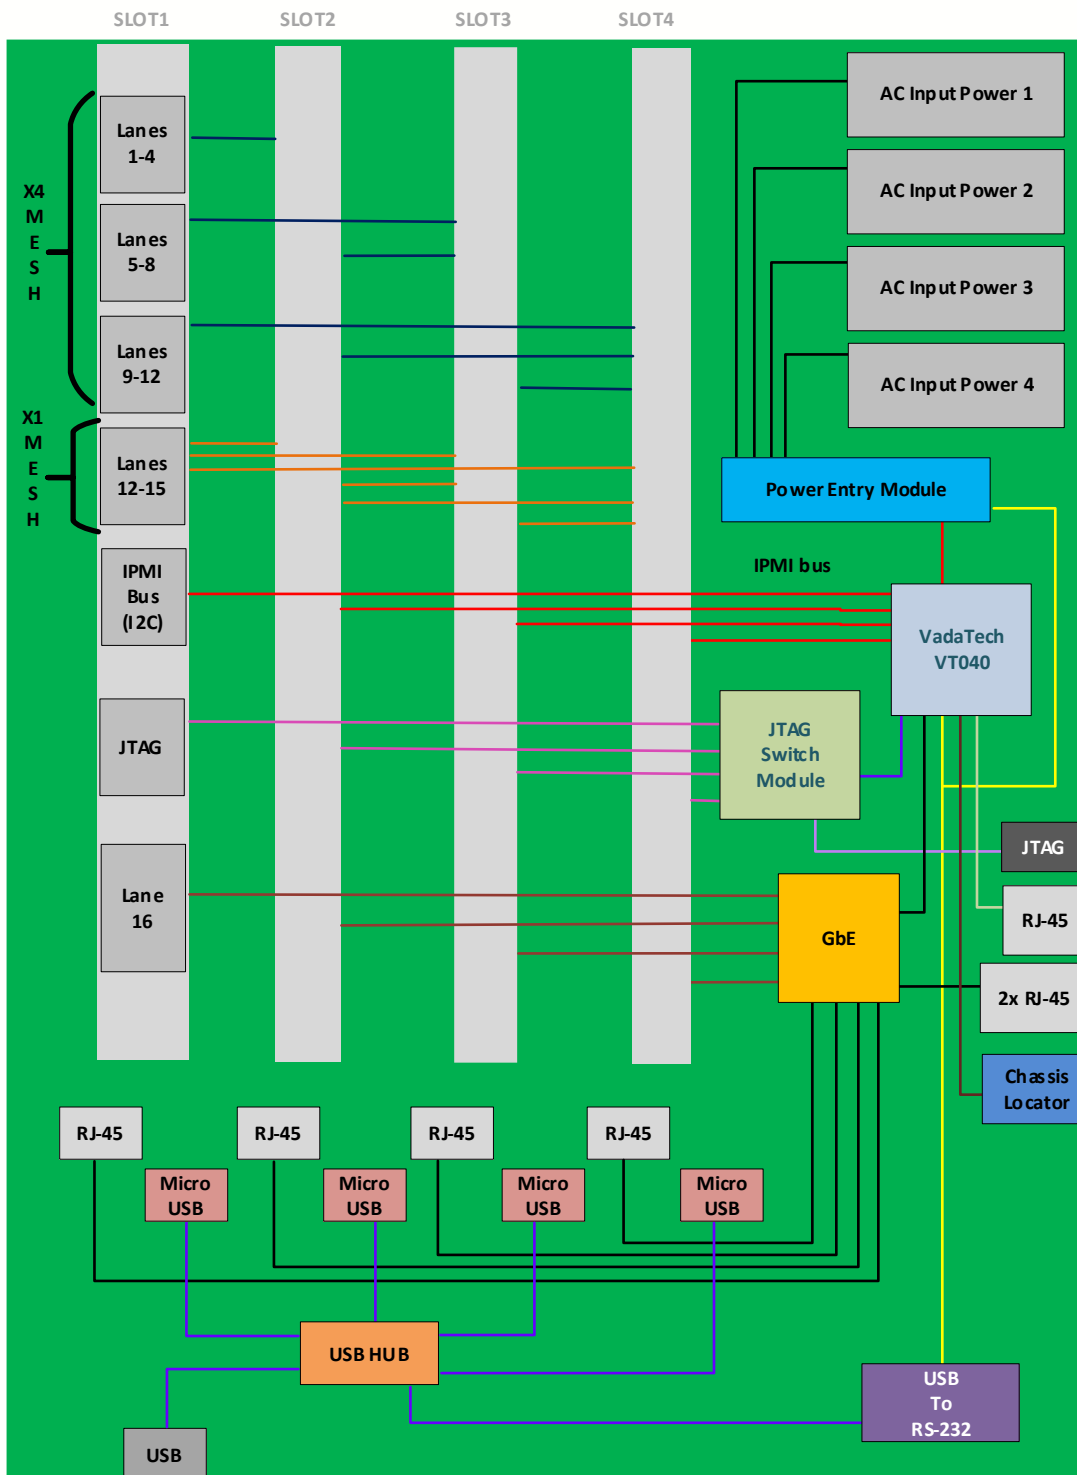 SLOT1
SLOT2
SLOT3
SLOT4
X4
M
E
S
H
Lanes
1-4
Lanes
5-8
Lanes
9-12
X1
M
E
S
H
Lanes
12-15
IPMI
Bus
(I2C)
JTAG
Lane
16
AC Input Power 1
AC Input Power 2
AC Input Power 3
AC Input Power 4
Power Entry Module
IPMI bus
VadaTech
VT040
JTAG
Switch
Module
JTAG
RJ-45
GbE
2x RJ-45
Chassis
Locator
RJ-45
RJ-45
RJ-45
RJ-45
Micro
USB
Micro
USB
Micro
USB
Micro
USB
USB HUB
USB
To
RS-232
USB